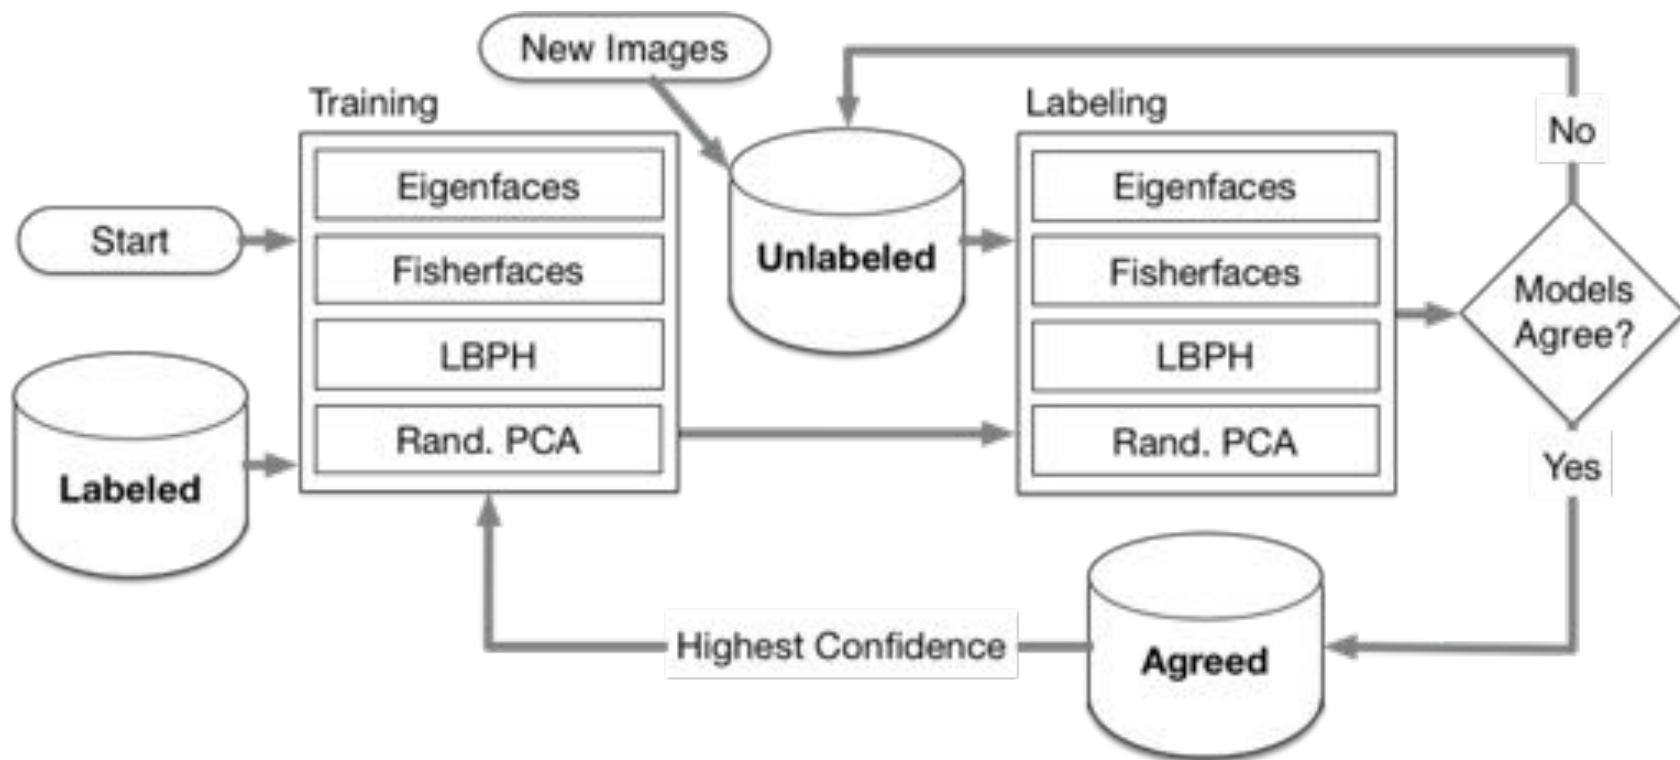 New Images
Training
Labeling
No
Eigenfaces
Eigenfaces
Start
Unlabeled
Fisherfaces
Fisherfaces
Models
Agree?
LBPH
LBPH
Rand. PCA
Rand. PCA
Labeled
Yes
Highest Confidence
Agreed